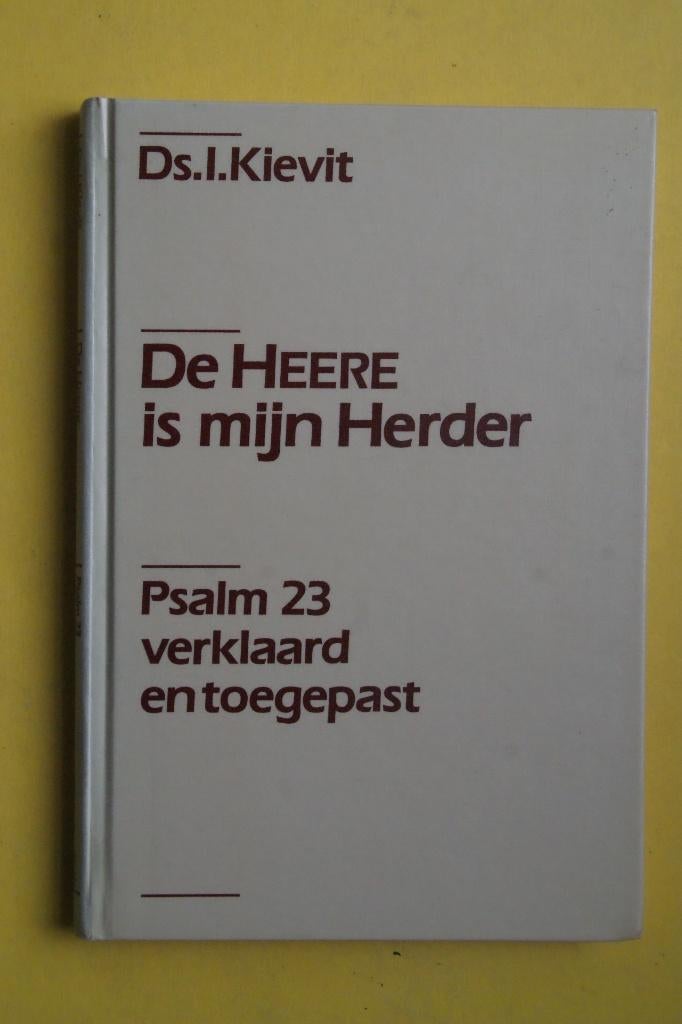 Ds.I.Kievit
De HEERE
is mijn Herder
Psalm 23
verklaard
en toegepast